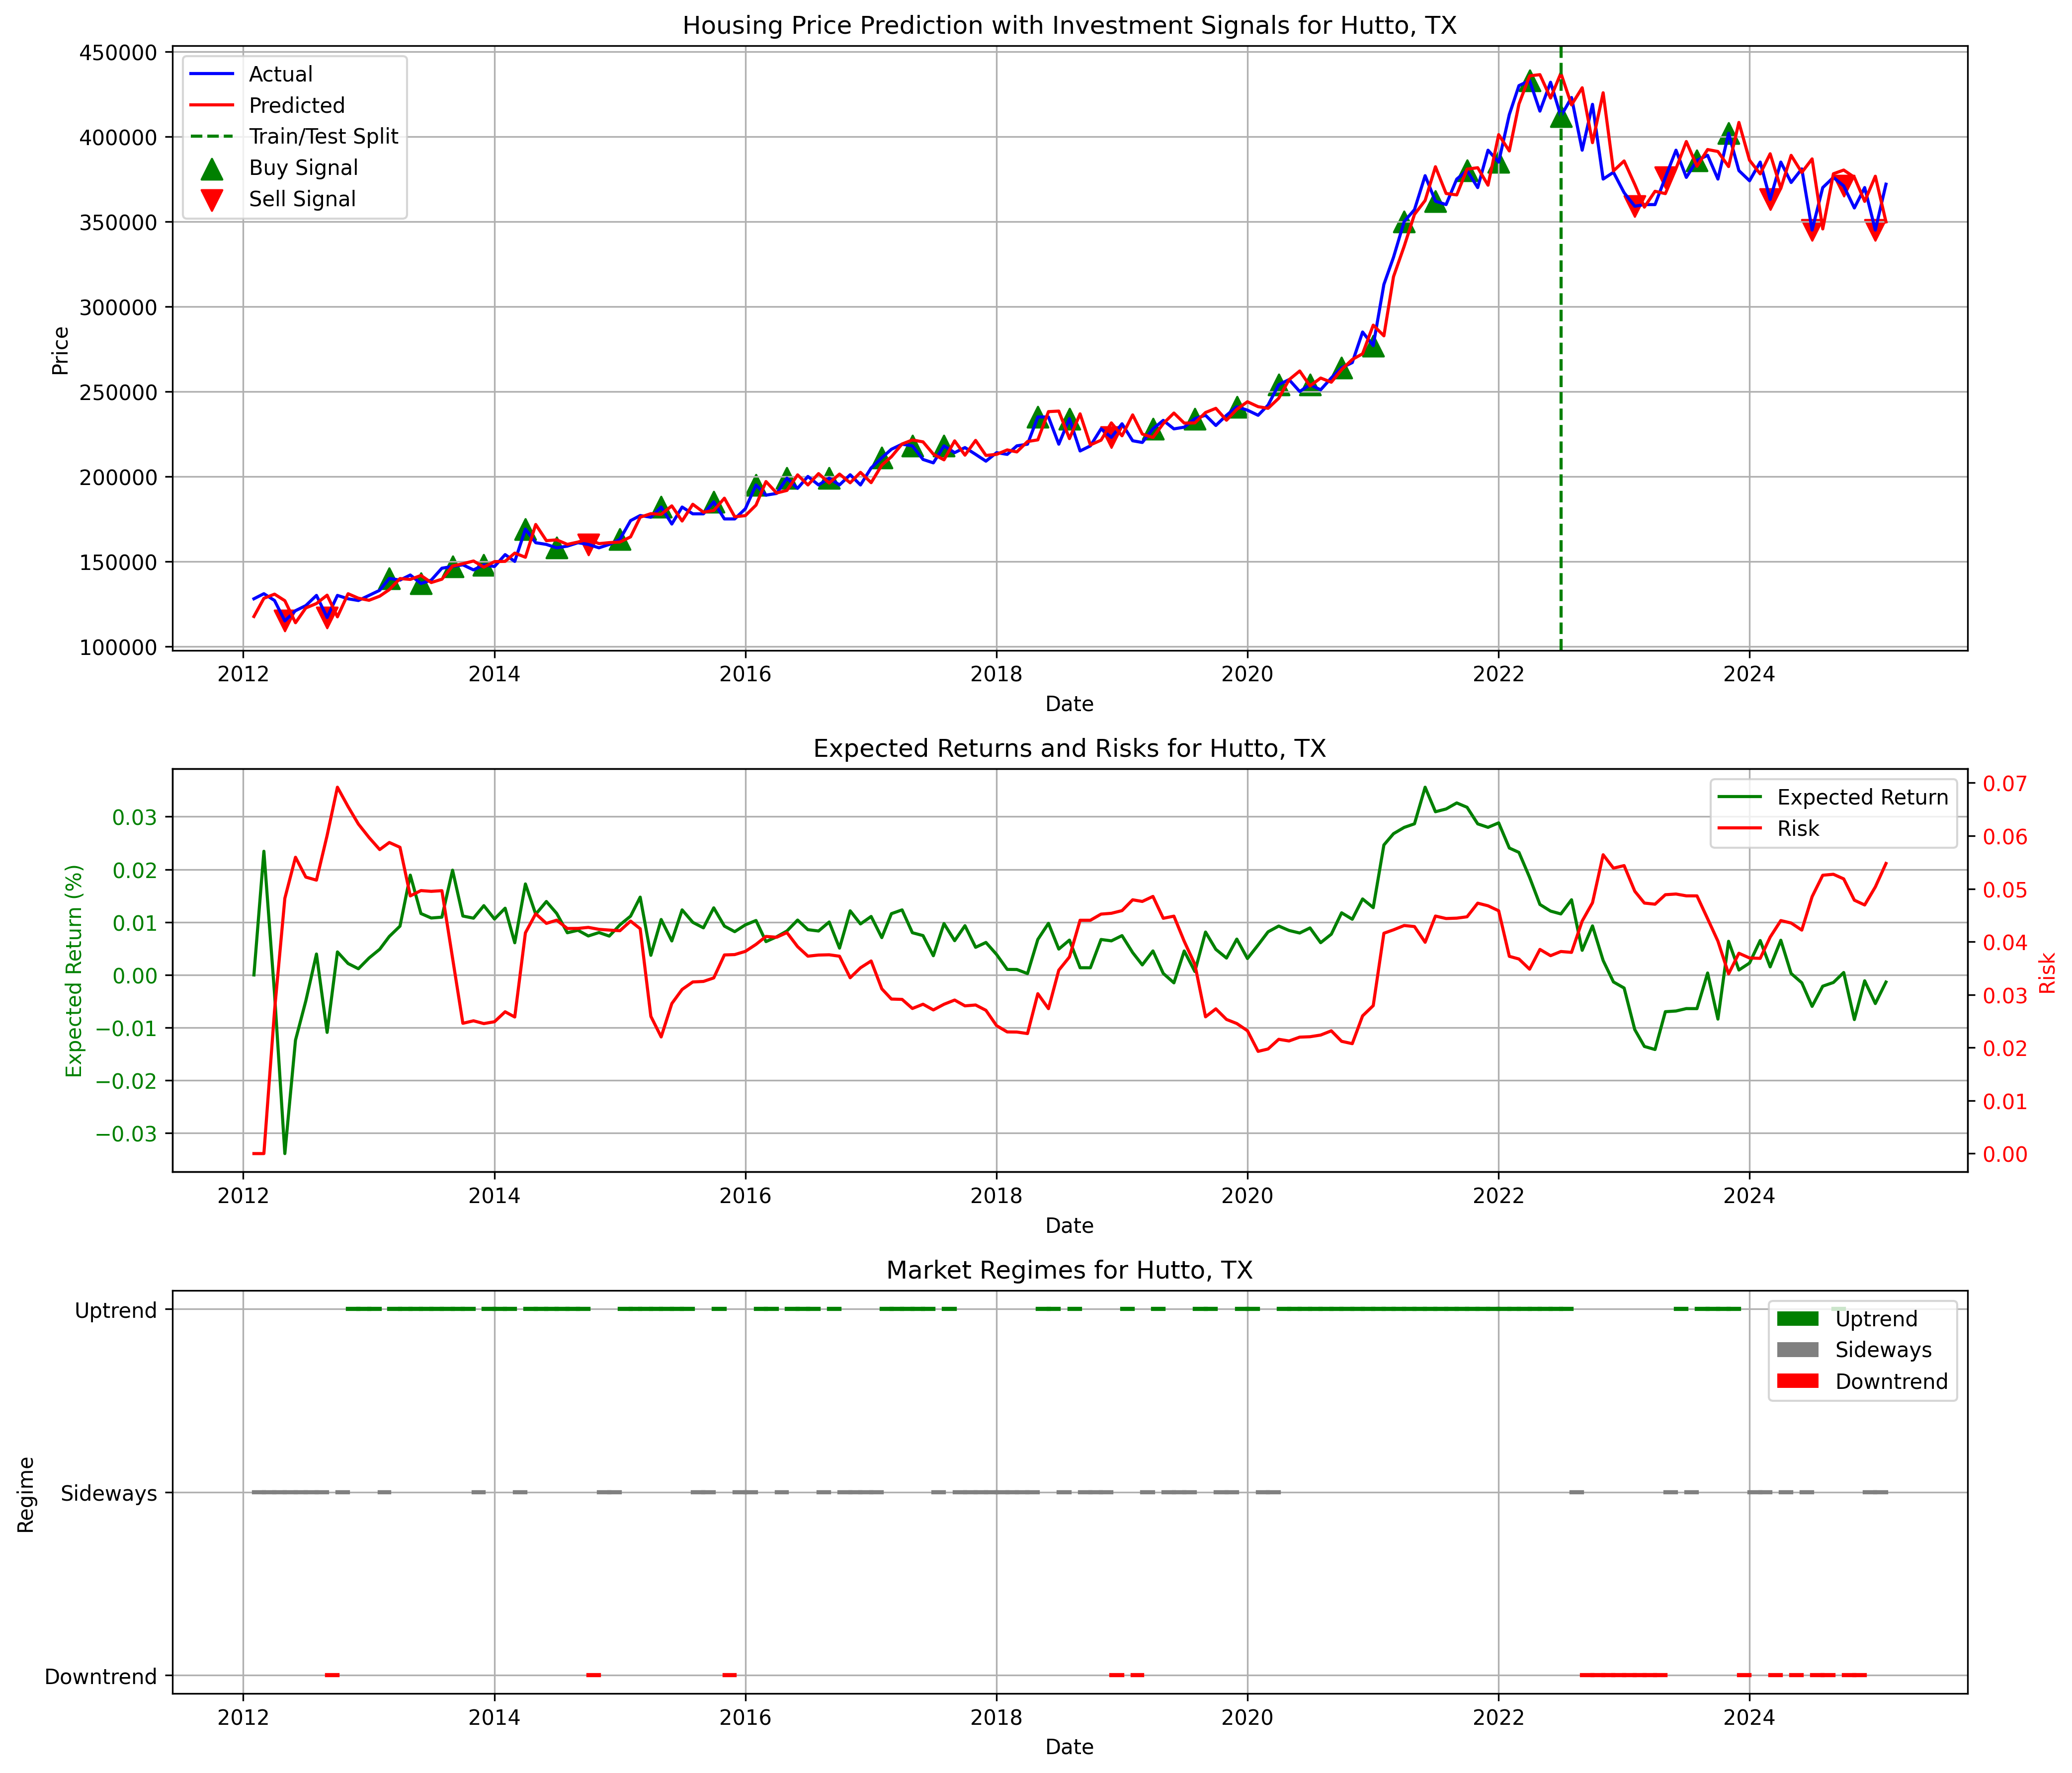 Housing Price Prediction with Investment Signals for Hutto, TX
450000
400000
350000
300000
250000
200000
150000
100000
Price
Actual
Predicted
Train/Test Split
Buy Signal
Sell Signal
2012 2014 2016 2018 2020 2022 2024
Date
Expected Returns and Risks for Hutto, TX
0.03
0.02
0.01
0.00
−0.01
−0.02
−0.03
Expected Return (%)
Expected Return
Risk
0.07
0.06
0.05
0.04
0.03
0.02
0.01
0.00
Risk
2012 2014 2016 2018 2020 2022 2024
Date
Market Regimes for Hutto, TX
Uptrend
Sideways
Downtrend
Regime
Uptrend
Sideways
Downtrend
2012 2014 2016 2018 2020 2022 2024
Date